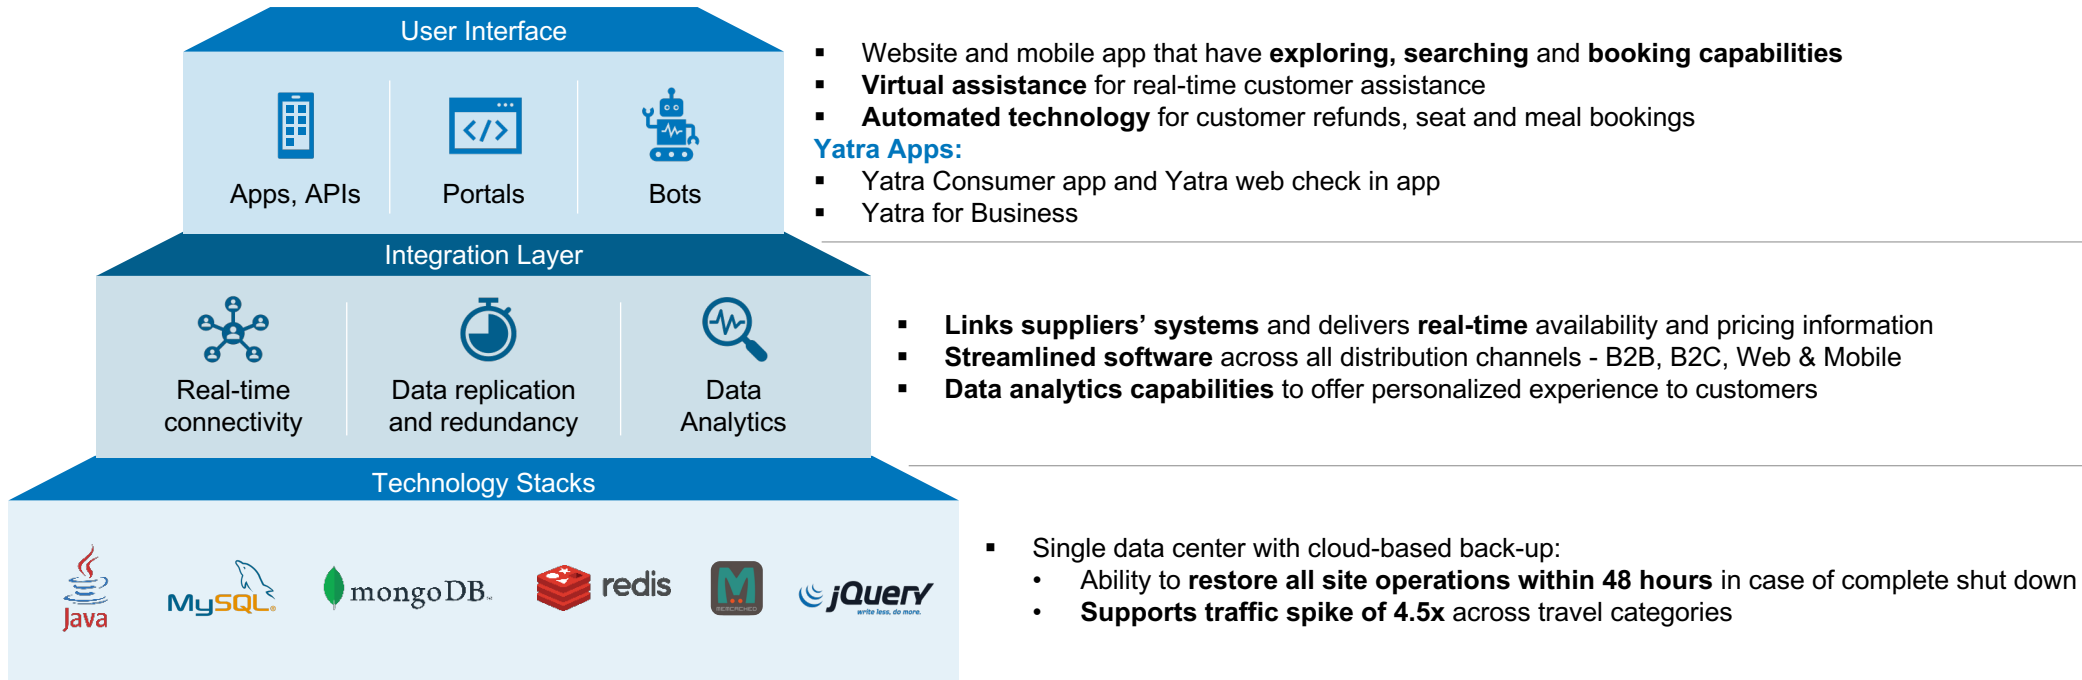 User Interface
</>
Apps, APIs
Portals
Bots
▪ Website and mobile app that have exploring, searching and booking capabilities
▪ Virtual assistance for real-time customer assistance
▪ Automated technology for customer refunds, seat and meal bookings
Yatra Apps:
▪ Yatra Consumer app and Yatra web check in app
▪ Yatra for Business
Integration Layer
Real-time
connectivity
Data replication
and redundancy
Data
Analytics
▪ Links suppliers’ systems and delivers real-time availability and pricing information
▪ Streamlined software across all distribution channels - B2B, B2C, Web & Mobile
▪ Data analytics capabilities to offer personalized experience to customers
Technology Stacks
Java
MySQL
mongoDB
redis
M
MEMCACHED
jQuery
write less, do more.
▪ Single data center with cloud-based back-up:
• Ability to restore all site operations within 48 hours in case of complete shut down
• Supports traffic spike of 4.5x across travel categories